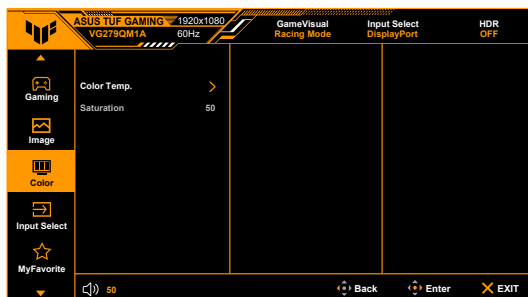 ASUS TUF GAMING 1920x1080
VG279QM1A 60Hz
GameVisual
Racing Mode
Input Select
DisplayPort
HDR
OFF
Gaming
Image
Color
Input Select
MyFavorite
Color Temp.
Saturation 50
50
Back
Enter
EXIT